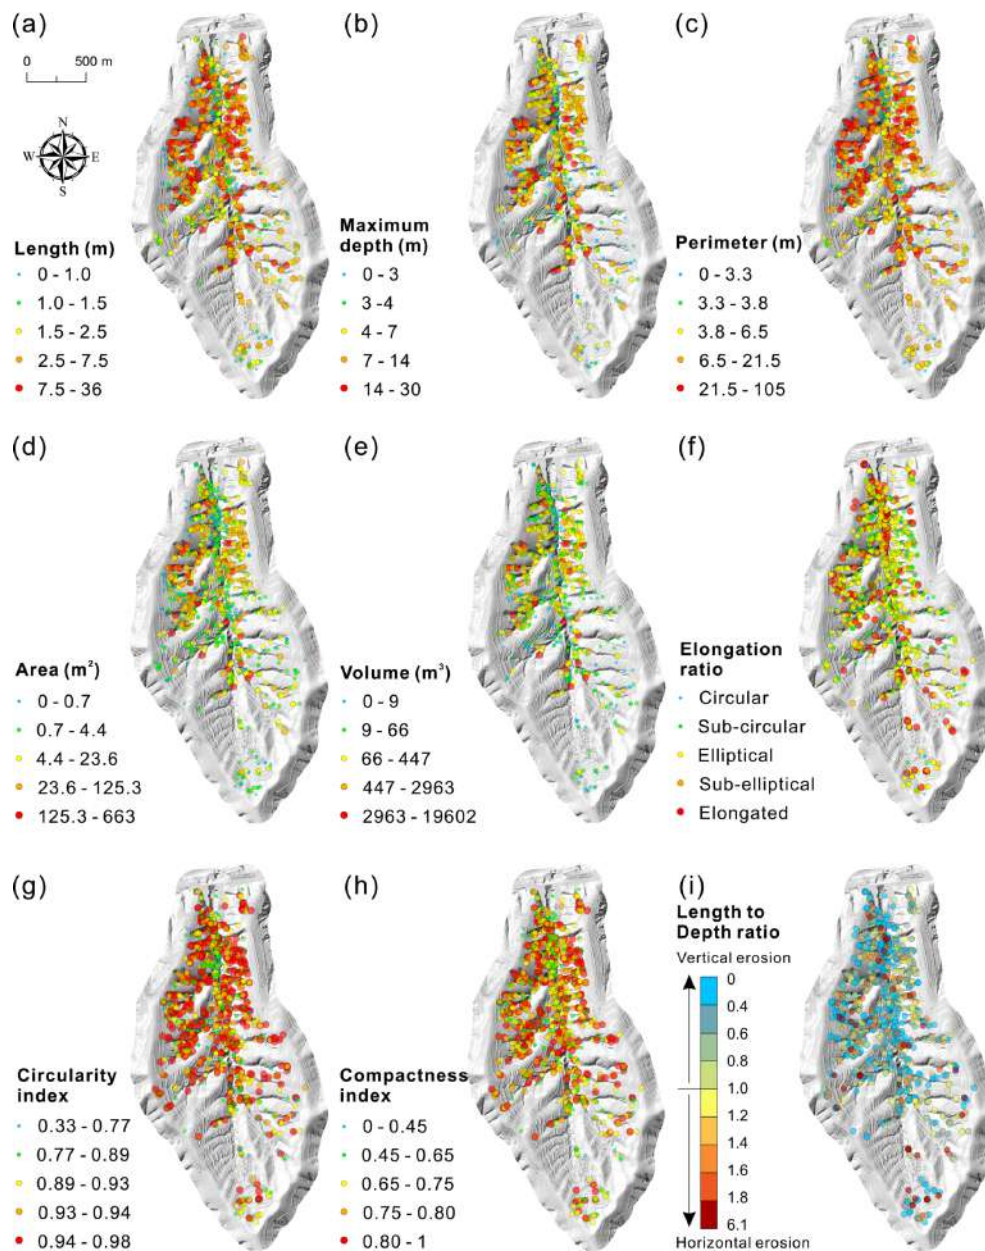 (a)
0 500 m
N
W E
S
Length (m)
0 - 1.0
1.0 - 1.5
1.5 - 2.5
2.5 - 7.5
7.5 - 36
(b)
Maximum
depth (m)
0 - 3
3 - 4
4 - 7
7 - 14
14 - 30
(c)
Perimeter (m)
0 - 3.3
3.3 - 3.8
3.8 - 6.5
6.5 - 21.5
21.5 - 105
(d)
Area (m²)
0 - 0.7
0.7 - 4.4
4.4 - 23.6
23.6 - 125.3
125.3 - 663
(e)
Volume (m³)
0 - 9
9 - 66
66 - 447
447 - 2963
2963 - 19602
(f)
Elongation
ratio
Circular
Sub-circular
Elliptical
Sub-elliptical
Elongated
(g)
Circularity
index
0.33 - 0.77
0.77 - 0.89
0.89 - 0.93
0.93 - 0.94
0.94 - 0.98
(h)
Compactness
index
0 - 0.45
0.45 - 0.65
0.65 - 0.75
0.75 - 0.80
0.80 - 1
(i)
Length to
Depth ratio
Vertical erosion
0
0.4
0.6
0.8
1.0
1.2
1.4
1.6
1.8
6.1
Horizontal erosion